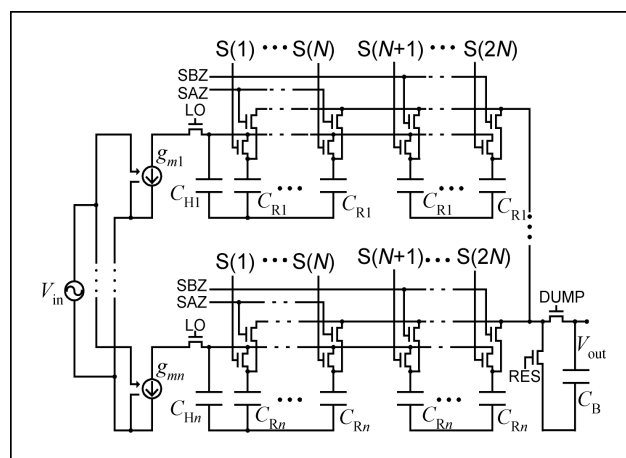 S(1) ••• S(N) S(N+1) ••• S(2N)
SBZ
SAZ
LO
g_m1
C_H1 C_R1 ••• C_R1 C_R1 ••• C_R1
S(1) ••• S(N) S(N+1) ••• S(2N)
SBZ
SAZ
DUMP
V_in
LO
V_out
g_mn
RES
C_B
C_Hn C_Rn ••• C_Rn C_Rn ••• C_Rn